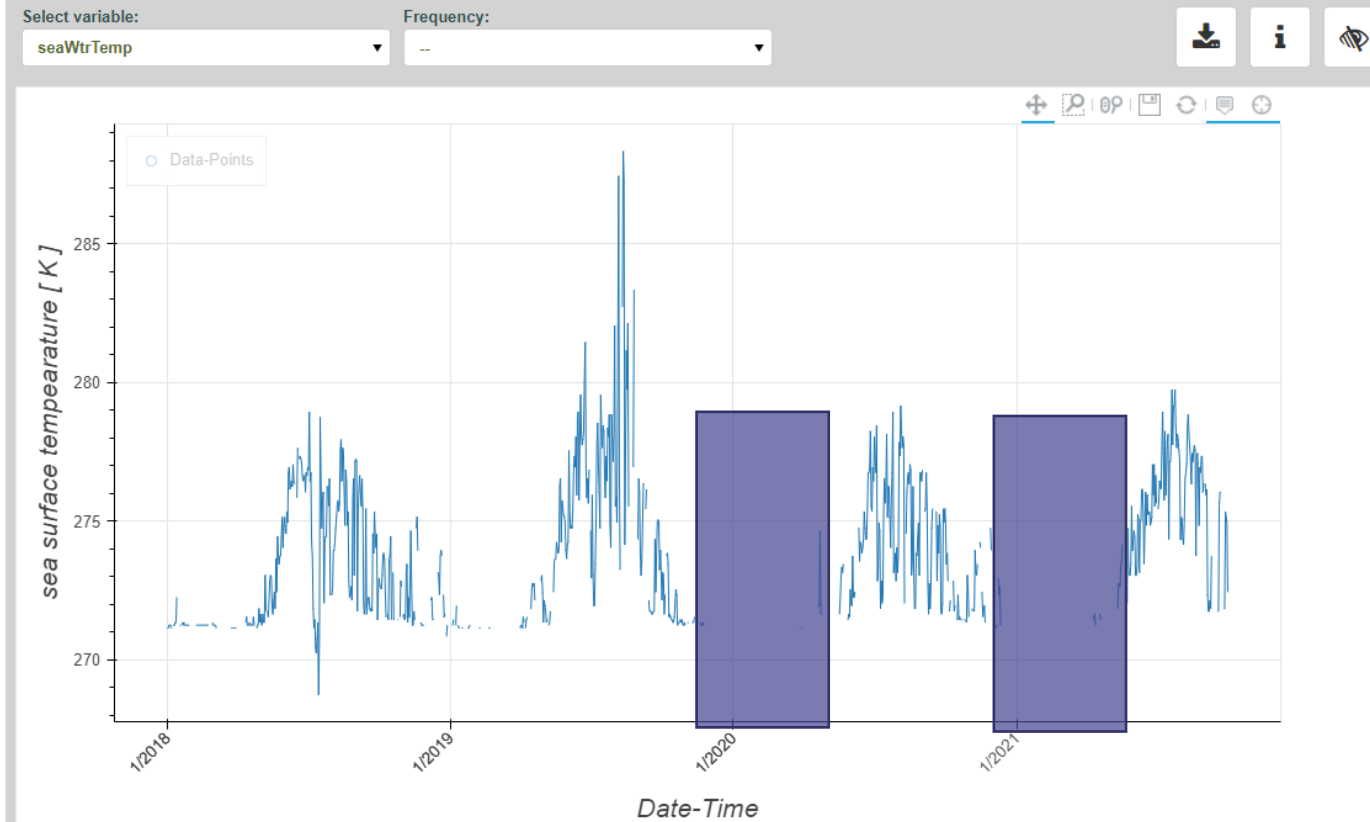 Select variable: Frequency:
seaWtrTemp --
Data-Points
285
280
275
270
sea surface tempearature [ K ]
1/2018 1/2019 1/2020 1/2021
Date-Time